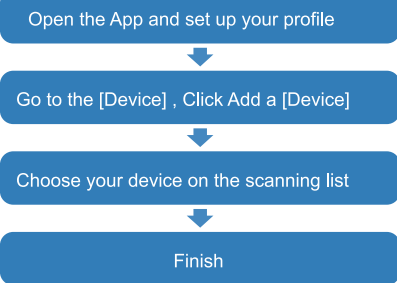 Open the App and set up your profile
Go to the [Device] , Click Add a [Device]
Choose your device on the scanning list
Finish